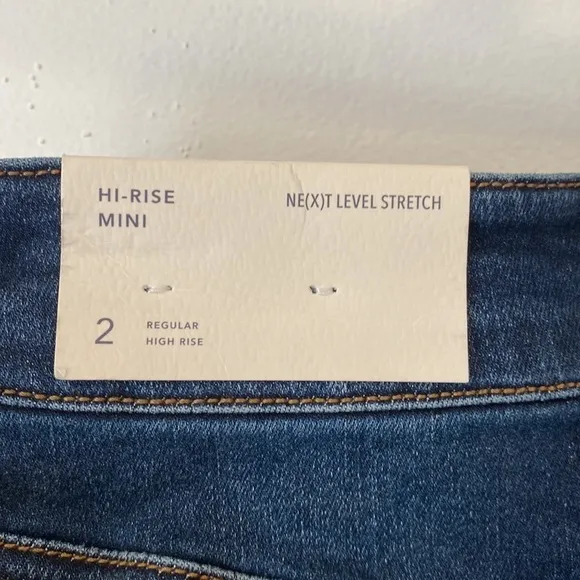 HI-RISE
MINI
NE(X)T LEVEL STRETCH
2
REGULAR
HIGH RISE